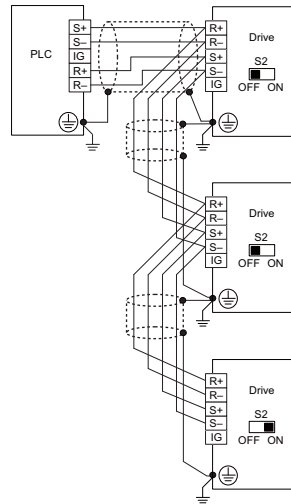 PLC
S+
S–
IG
R+
R–
R+
R–
S+
S–
IG
Drive
S2
OFF ON
R+
R–
S+
S–
IG
Drive
S2
OFF ON
R+
R–
S+
S–
IG
Drive
S2
OFF ON